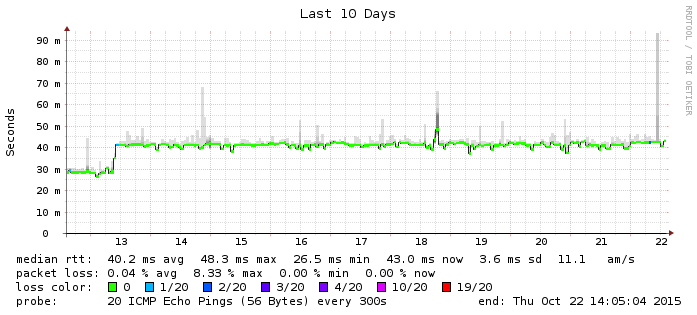 Last 10 Days
RRDTOOL / TOBI OETIKER
Seconds
90 m
80 m
70 m
60 m
50 m
40 m
30 m
20 m
10 m
0
13 14 15 16 17 18 19 20 21 22
median rtt: 40.2 ms avg 48.3 ms max 26.5 ms min 43.0 ms now 3.6 ms sd 11.1 am/s
packet loss: 0.04 % avg 8.33 % max 0.00 % min 0.00 % now
loss color: 0 1/20 2/20 3/20 4/20 10/20 19/20
probe: 20 ICMP Echo Pings (56 Bytes) every 300s end: Thu Oct 22 14:05:04 2015